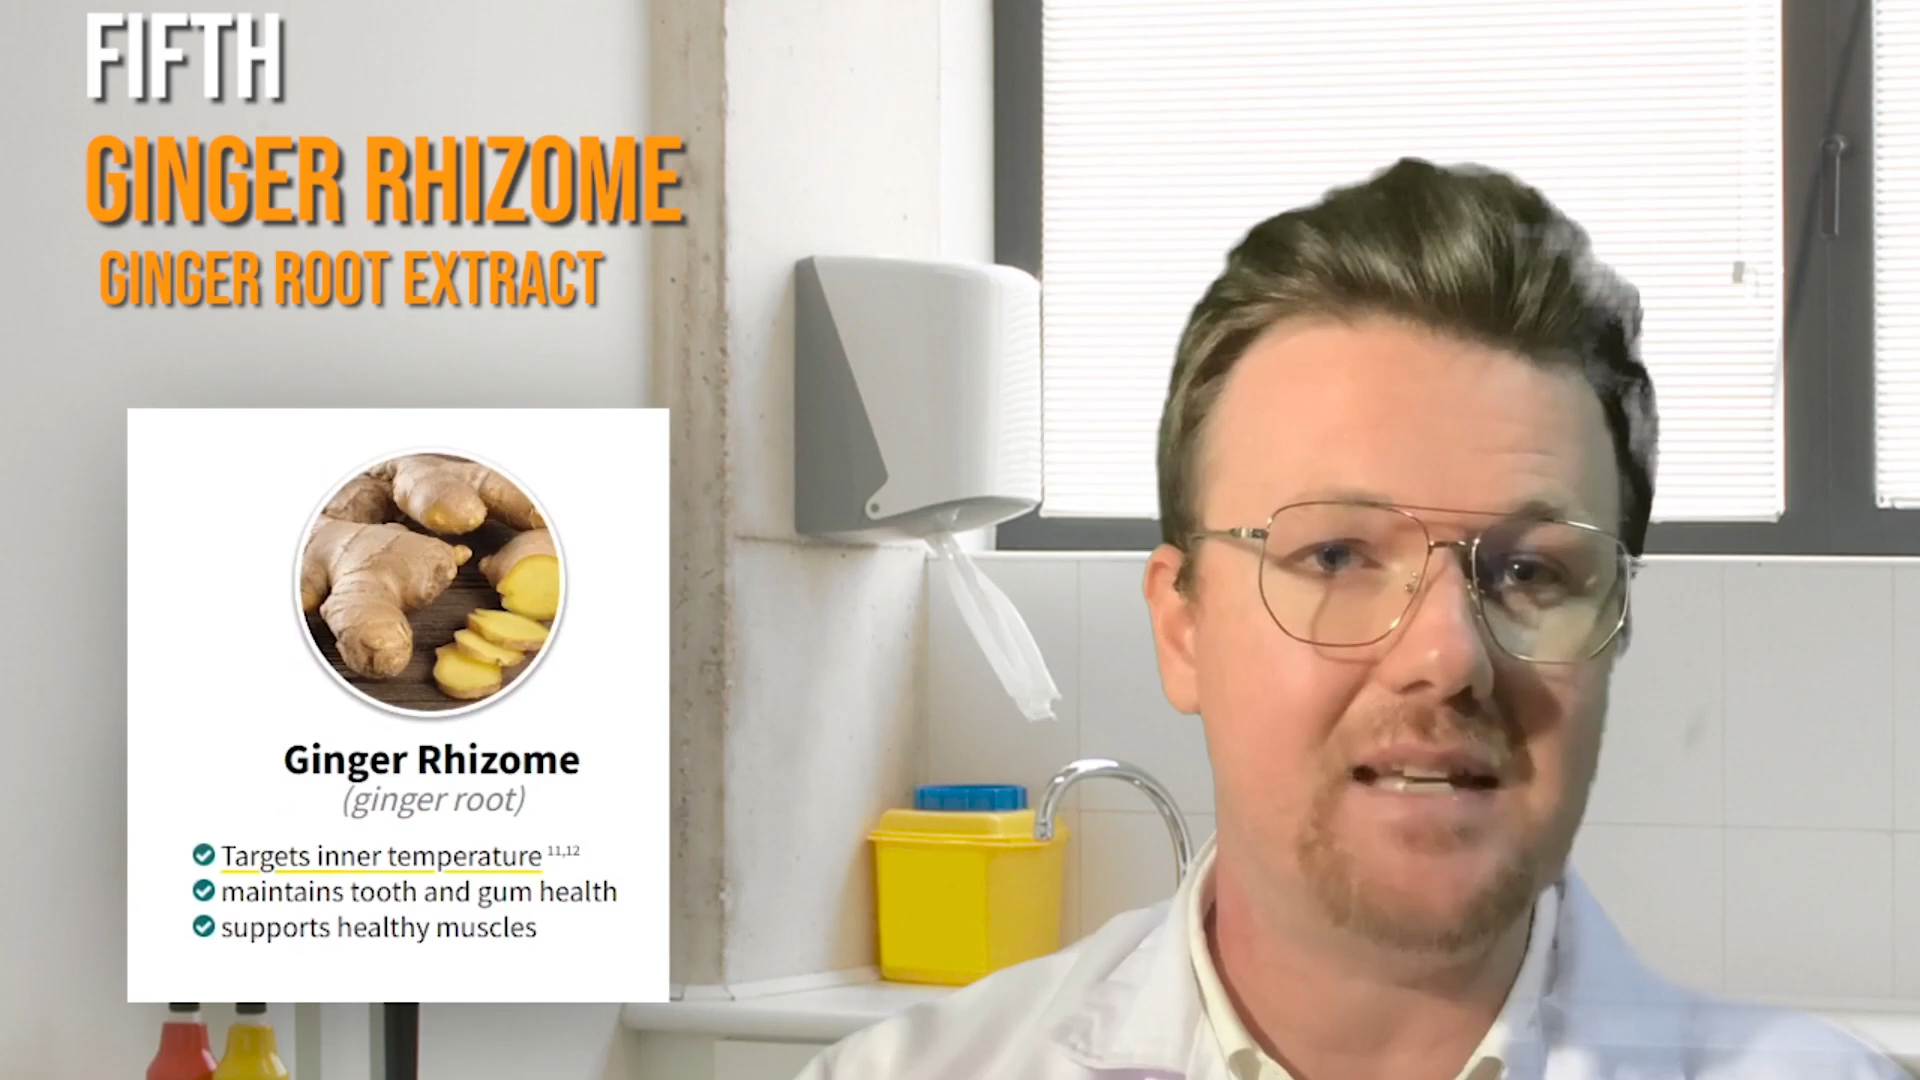 FIFTH
GINGER RHIZOME
GINGER ROOT EXTRACT
Ginger Rhizome
(ginger root)
Targets inner temperature 11,12
maintains tooth and gum health
supports healthy muscles